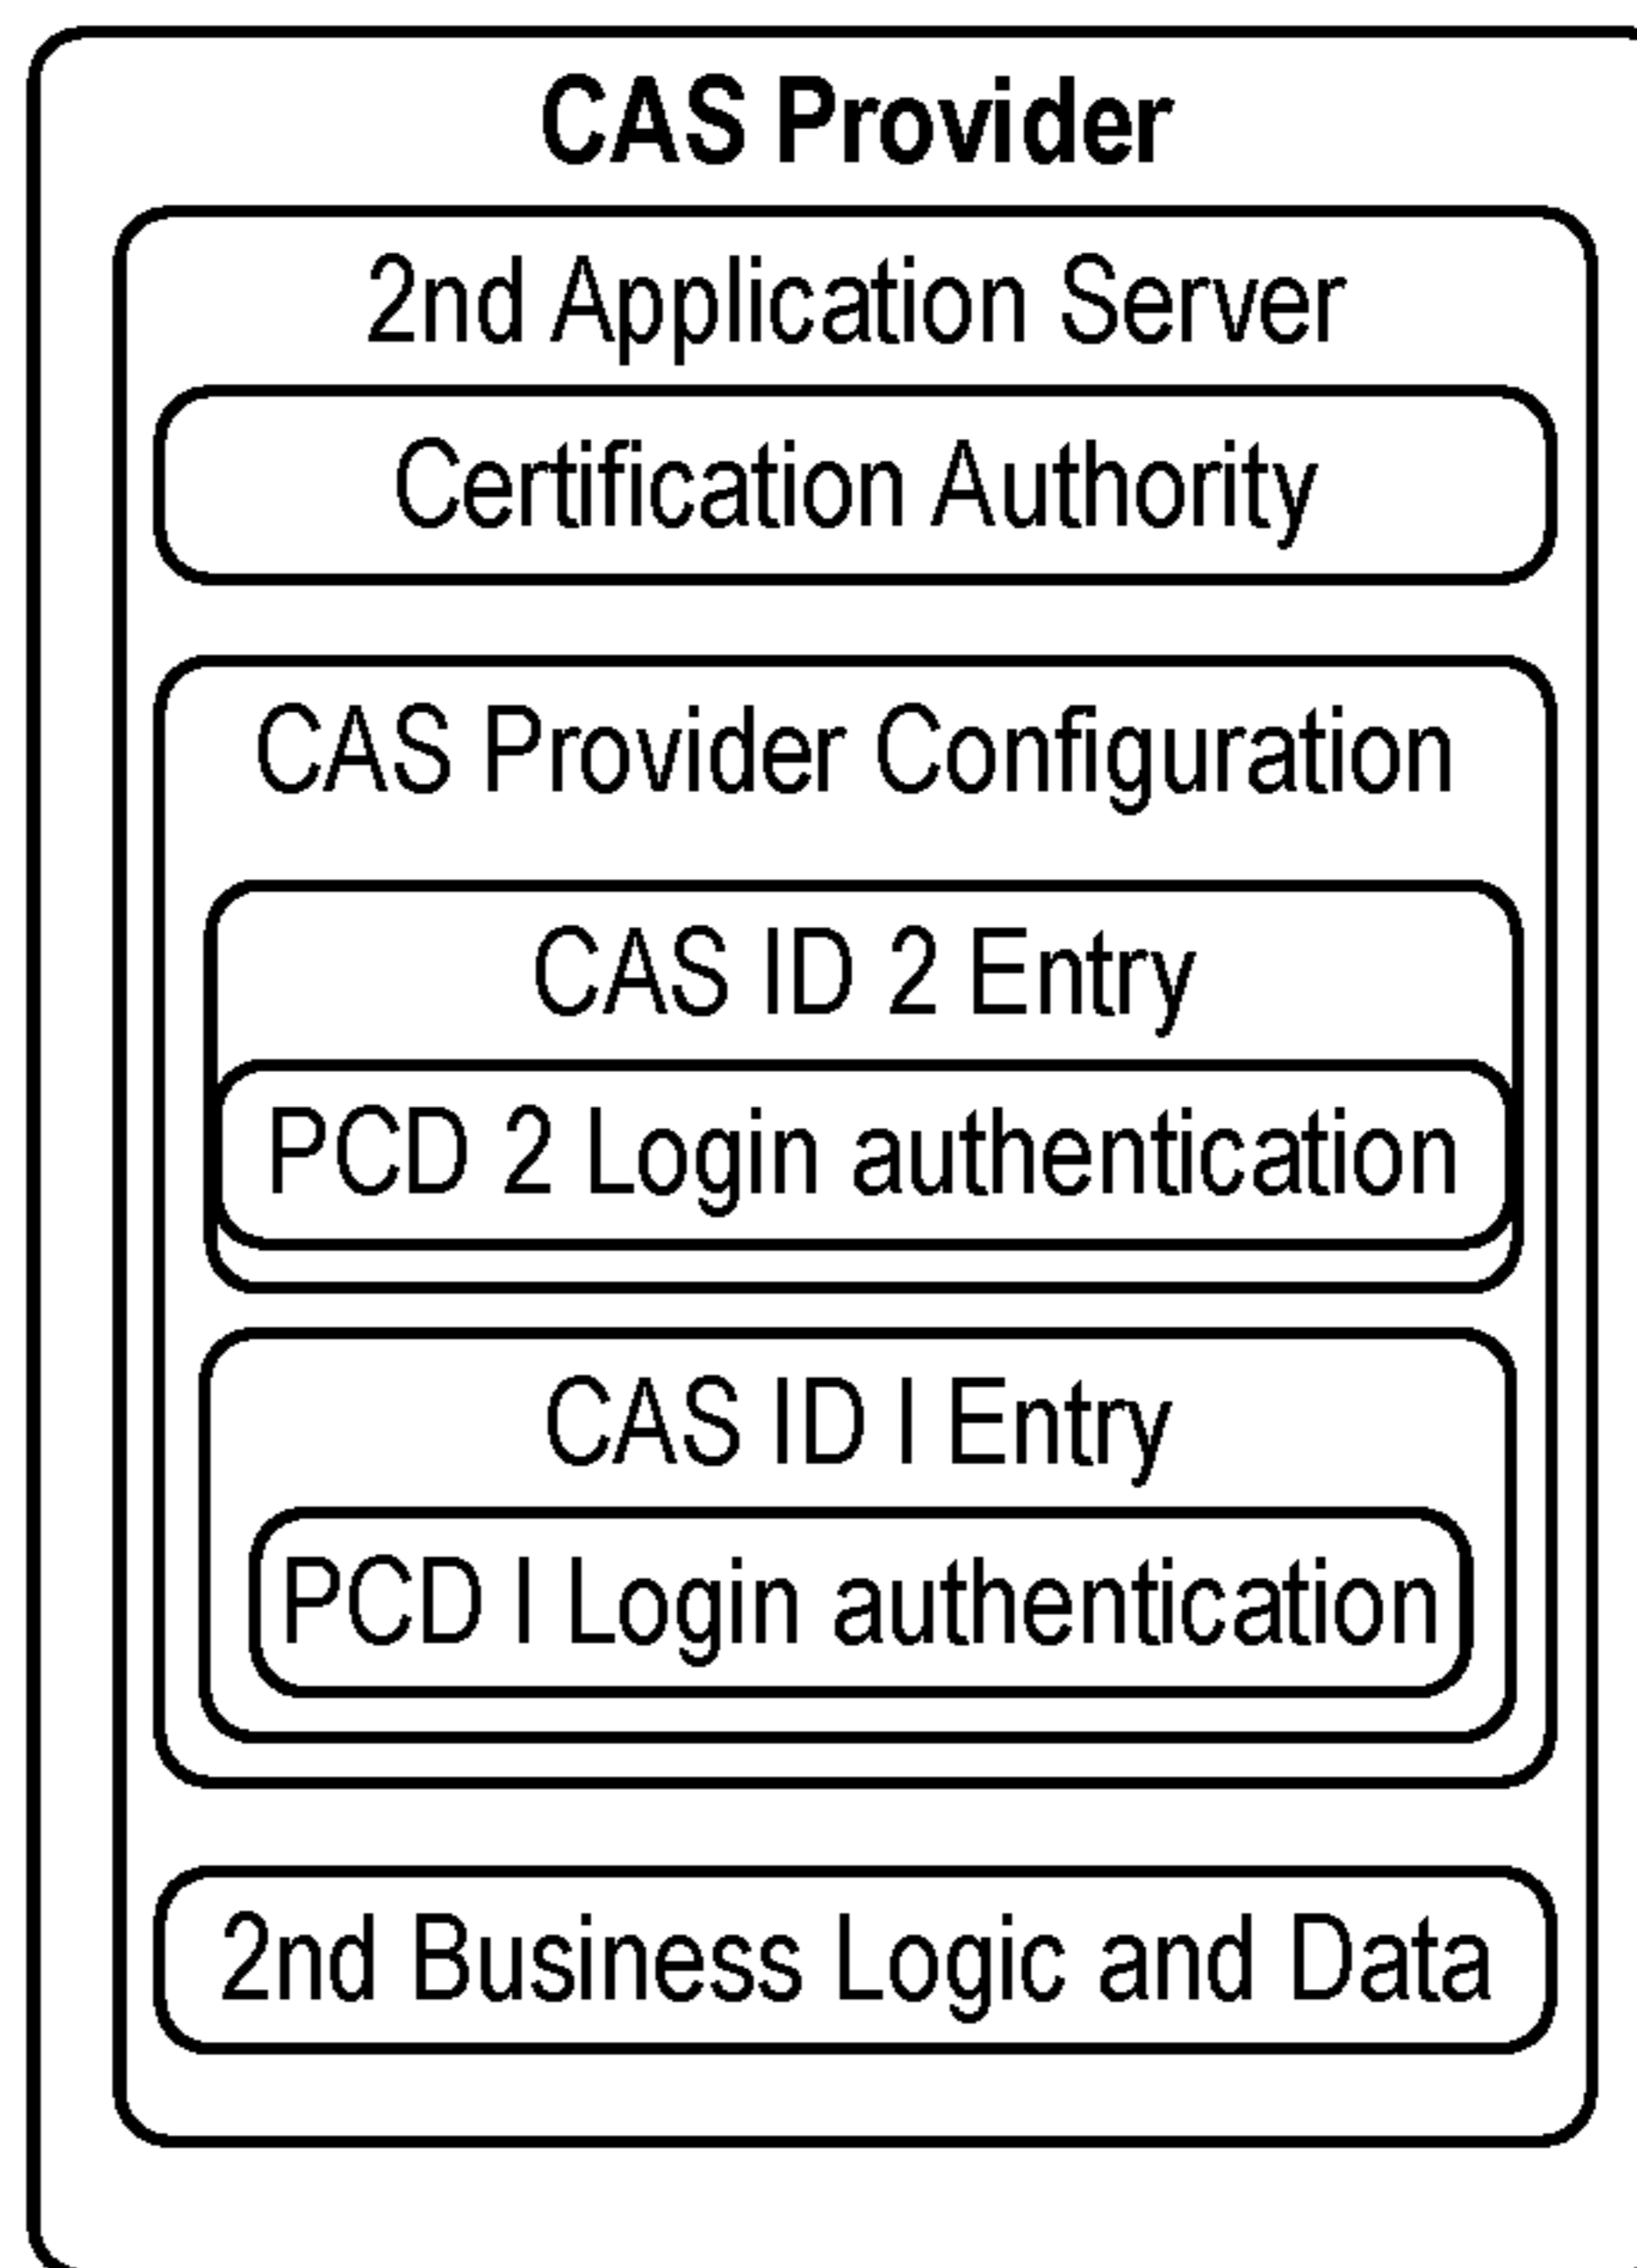 CAS Provider
2nd Application Server
Certification Authority
CAS Provider Configuration
CAS ID 2 Entry
PCD 2 Login authentication
CAS ID I Entry
PCD I Login authentication
2nd Business Logic and Data